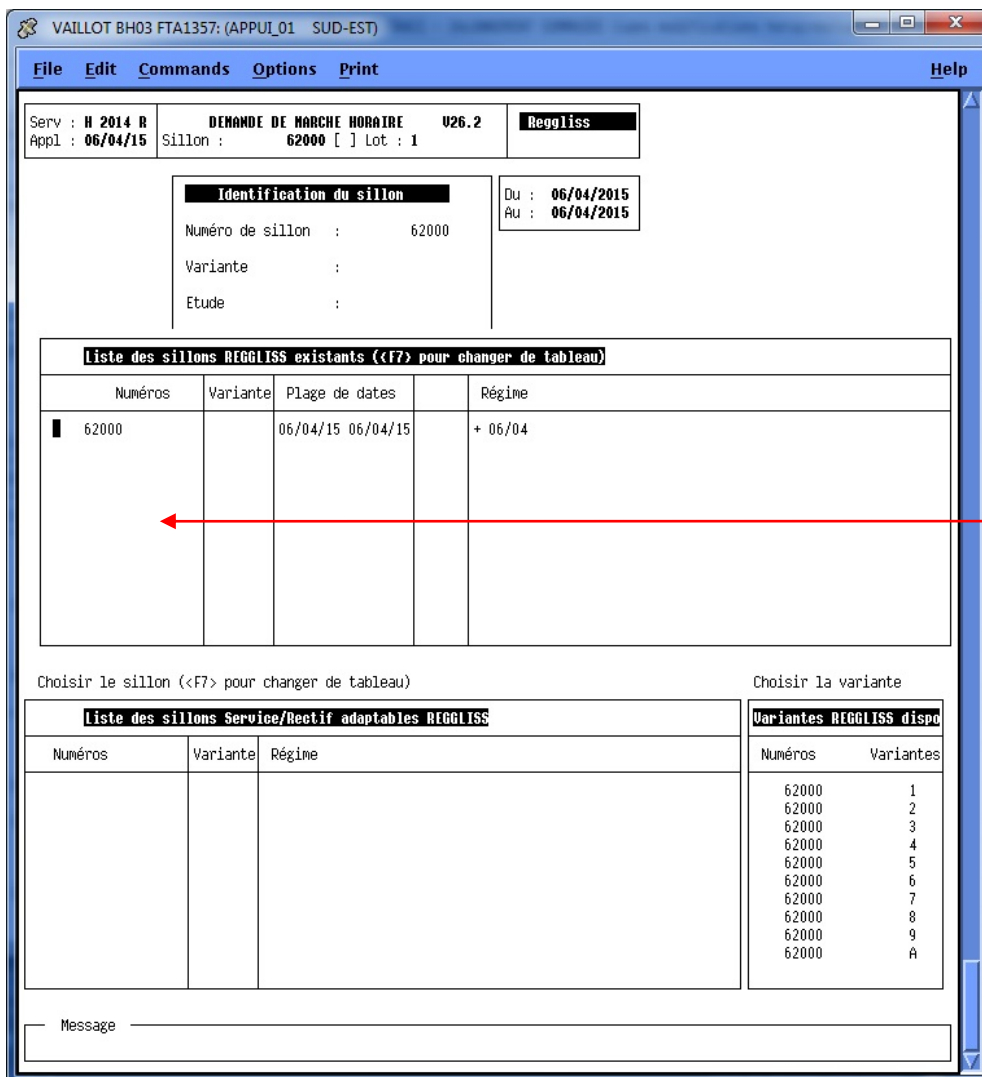 VAILLOT BH03 FTA1357: (APPUI_01 SUD-EST)
File Edit Commands Options Print Help
Serv : H 2014 R DEMANDE DE MARCHE HORAIRE V26.2 Reggliss
Appl : 06/04/15 Sillon : 62000 [ ] Lot : 1
Identification du sillon
Du : 06/04/2015
Au : 06/04/2015
Numéro de sillon : 62000
Variante :
Etude :
Liste des sillons REGGLISS existants (<F7> pour changer de tableau)
Numéros Variante Plage de dates Régime
62000 06/04/15 06/04/15 + 06/04
Choisir le sillon (<F7> pour changer de tableau) Choisir la variante
Liste des sillons Service/Rectif adaptables REGGLISS Variantes REGGLISS dispo
Numéros Variante Régime Numéros Variantes
62000 1
62000 2
62000 3
62000 4
62000 5
62000 6
62000 7
62000 8
62000 9
62000 A
Message